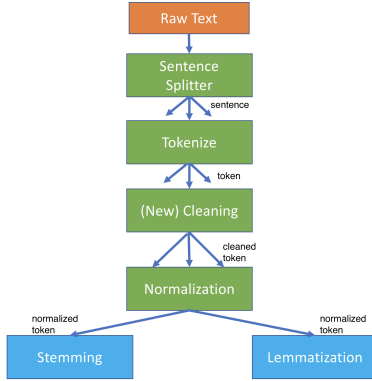 Raw Text
Sentence
Splitter
sentence
Tokenize
token
(New) Cleaning
cleaned
token
Normalization
normalized
token
normalized
token
Stemming
Lemmatization